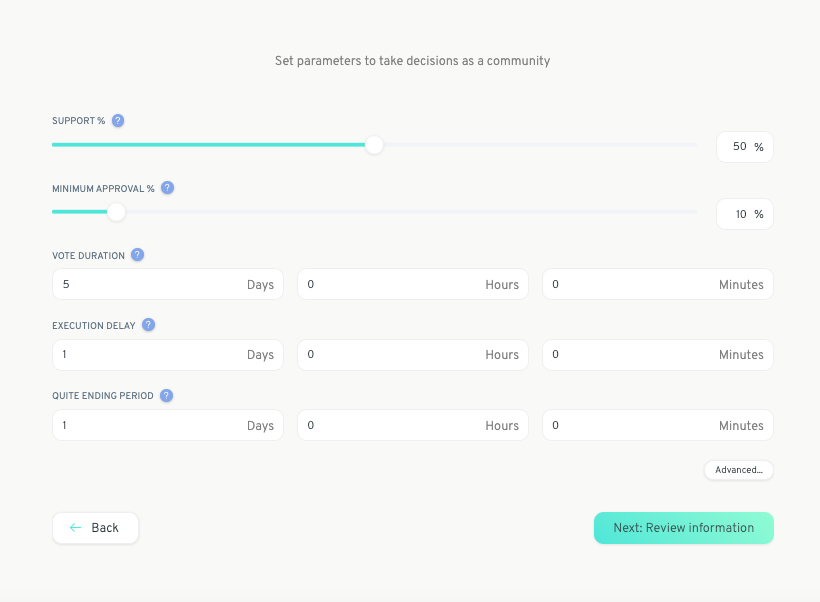 Set parameters to take decisions as a community
SUPPORT % ?
50 %
MINIMUM APPROVAL % ?
10 %
VOTE DURATION ?
5 Days 0 Hours 0 Minutes
EXECUTION DELAY ?
1 Days 0 Hours 0 Minutes
QUITE ENDING PERIOD ?
1 Days 0 Hours 0 Minutes
Advanced...
← Back Next: Review information